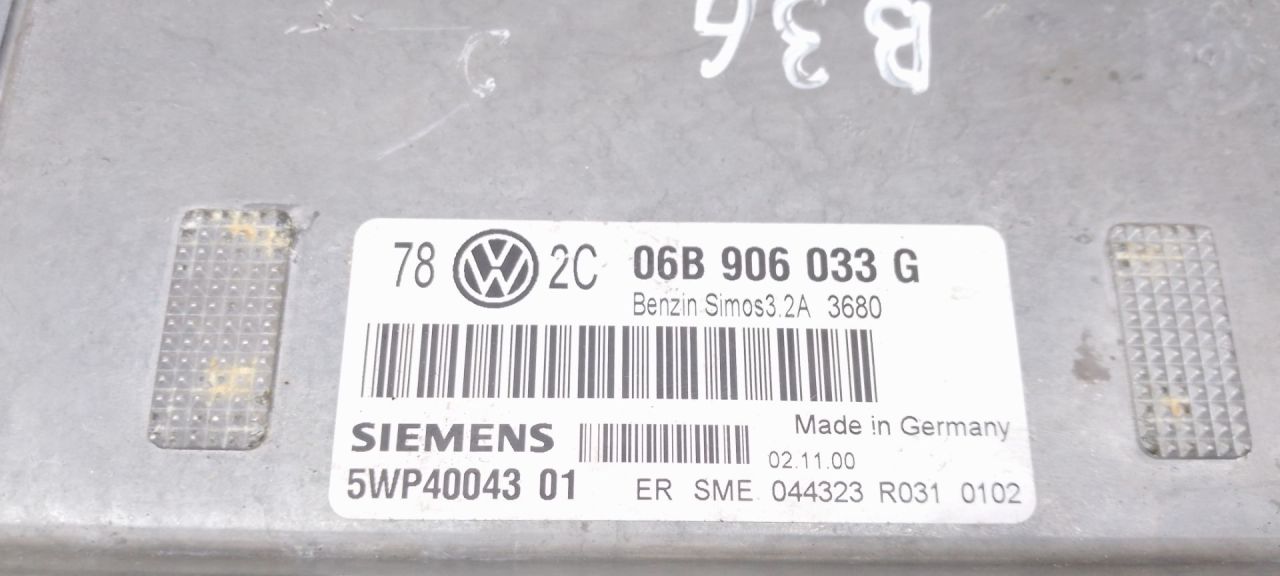 B36
78 VW 2C 06B 906 033 G
Benzin Simos3.2A 3680
SIEMENS
Made in Germany
02.11.00
5WP40043 01
ER SME 044323 R031 0102